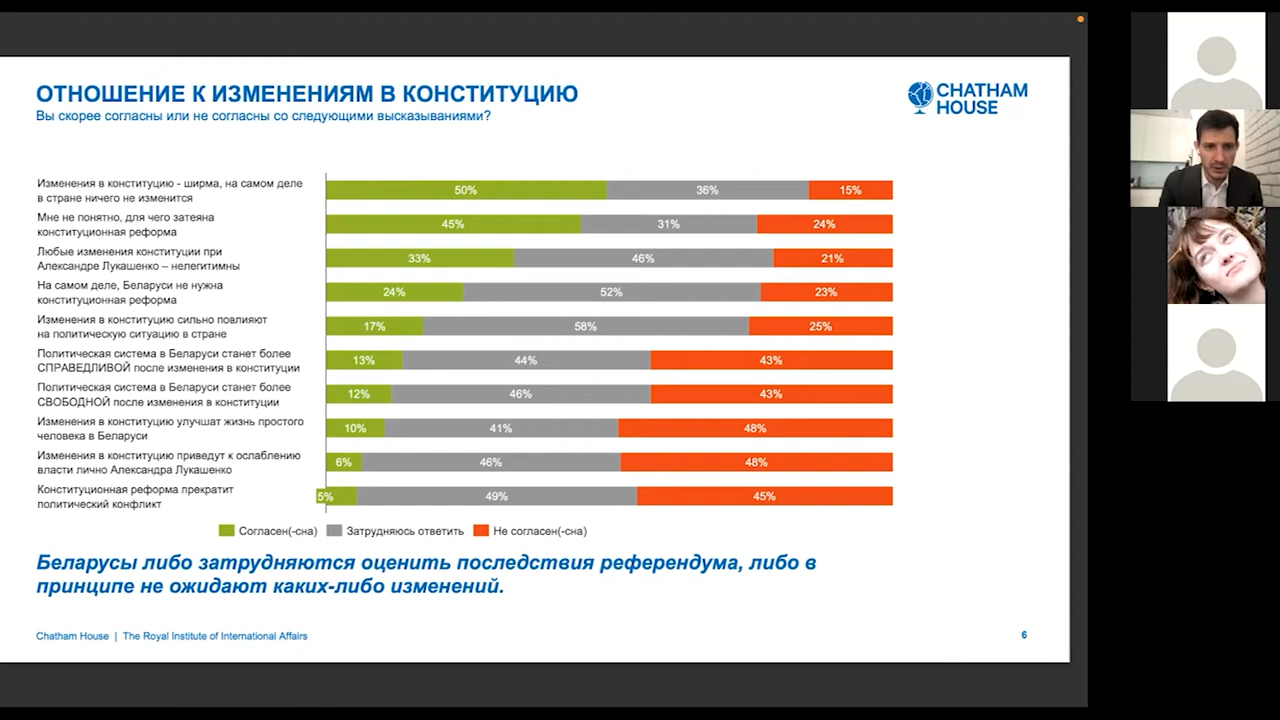 ОТНОШЕНИЕ К ИЗМЕНЕНИЯМ В КОНСТИТУЦИЮ
Вы скорее согласны или не согласны со следующими высказываниями?
CHATHAM
HOUSE
Изменения в конституцию - ширма, на самом деле
в стране ничего не изменится
50% 36% 15%
Мне не понятно, для чего затеяна
конституционная реформа
45% 31% 24%
Любые изменения конституции при
Александре Лукашенко – нелегитимны
33% 46% 21%
На самом деле, Беларуси не нужна
конституционная реформа
24% 52% 23%
Изменения в конституцию сильно повлияют
на политическую ситуацию в стране
17% 58% 25%
Политическая система в Беларуси станет более
СПРАВЕДЛИВОЙ после изменения в конституции
13% 44% 43%
Политическая система в Беларуси станет более
СВОБОДНОЙ после изменения в конституции
12% 46% 43%
Изменения в конституцию улучшат жизнь простого
человека в Беларуси
10% 41% 48%
Изменения в конституцию приведут к ослаблению
власти лично Александра Лукашенко
6% 46% 48%
Конституционная реформа прекратит
политический конфликт
5% 49% 45%
Согласен(-сна) Затрудняюсь ответить Не согласен(-сна)
Беларусы либо затрудняются оценить последствия референдума, либо в
принципе не ожидают каких-либо изменений.
Chatham House | The Royal Institute of International Affairs
6